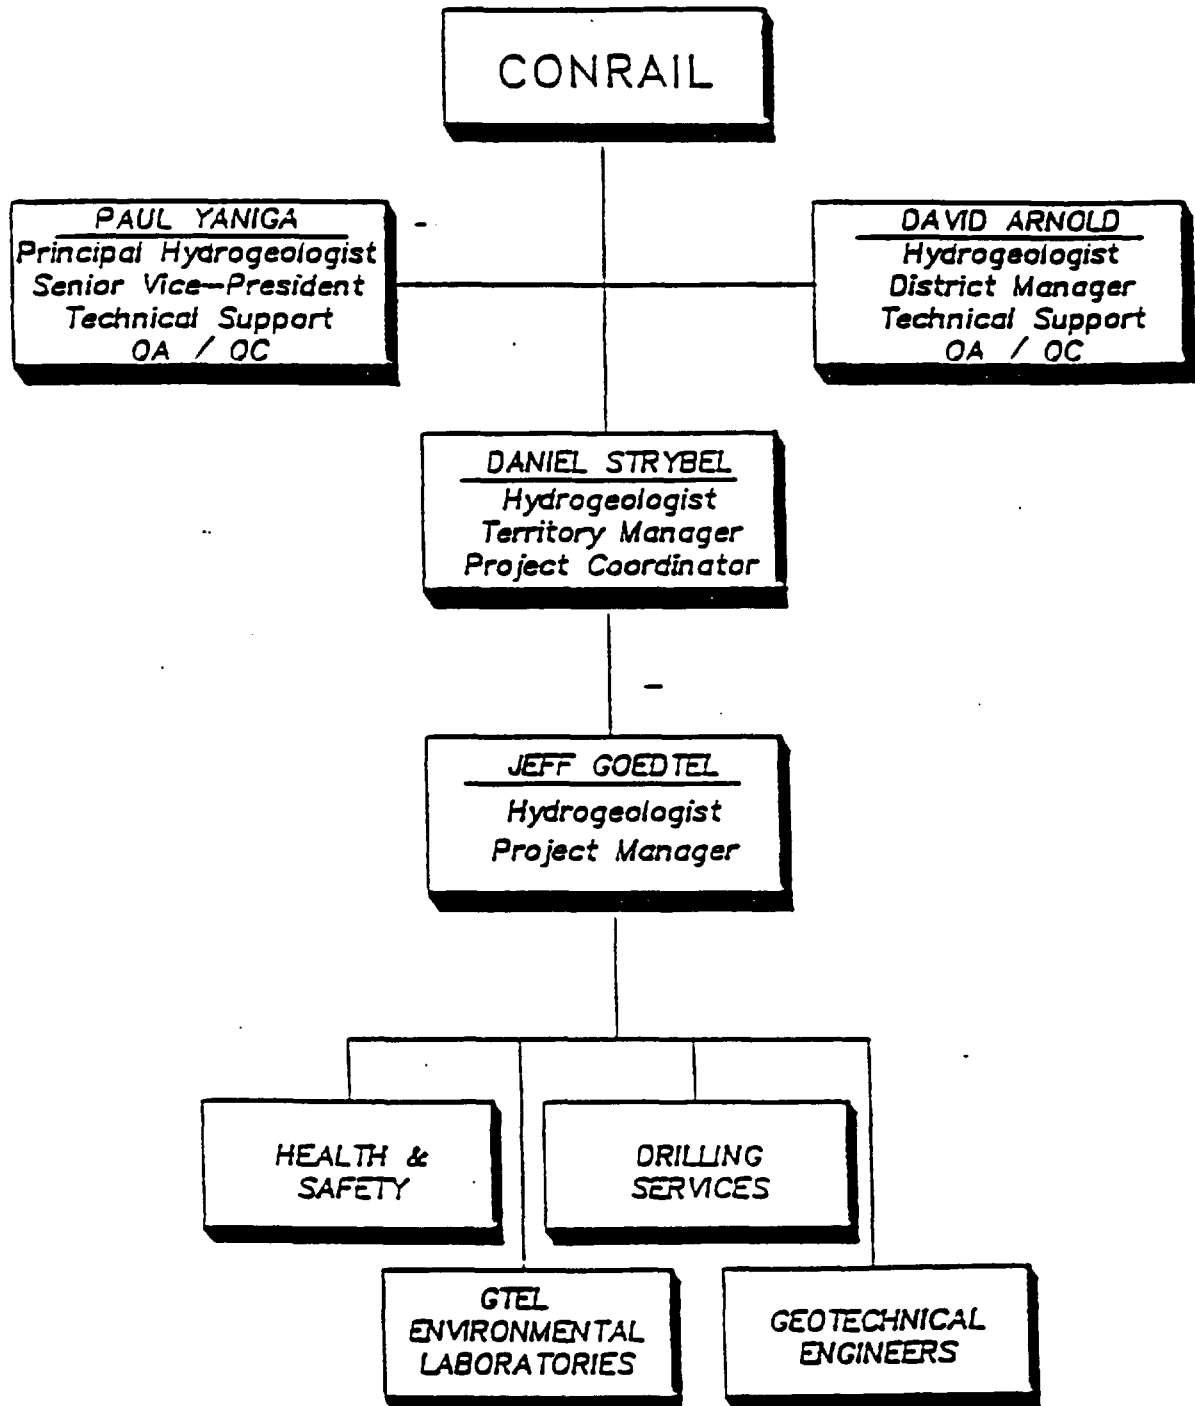 CONRAIL
PAUL YANIGA
Principal Hydrogeologist
Senior Vice-President
Technical Support
QA / QC
DAVID ARNOLD
Hydrogeologist
District Manager
Technical Support
QA / QC
DANIEL STRYBEL
Hydrogeologist
Territory Manager
Project Coordinator
JEFF GOEDTEL
Hydrogeologist
Project Manager
HEALTH &
SAFETY
DRILLING
SERVICES
GTEL
ENVIRONMENTAL
LABORATORIES
GEOTECHNICAL
ENGINEERS